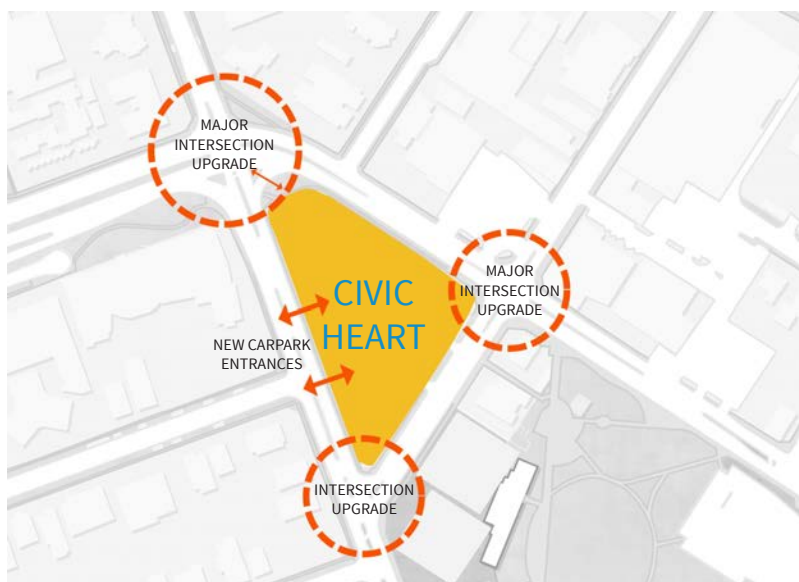 MAJOR
INTERSECTION
UPGRADE
CIVIC
HEART
MAJOR
INTERSECTION
UPGRADE
NEW CARPARK
ENTRANCES
INTERSECTION
UPGRADE